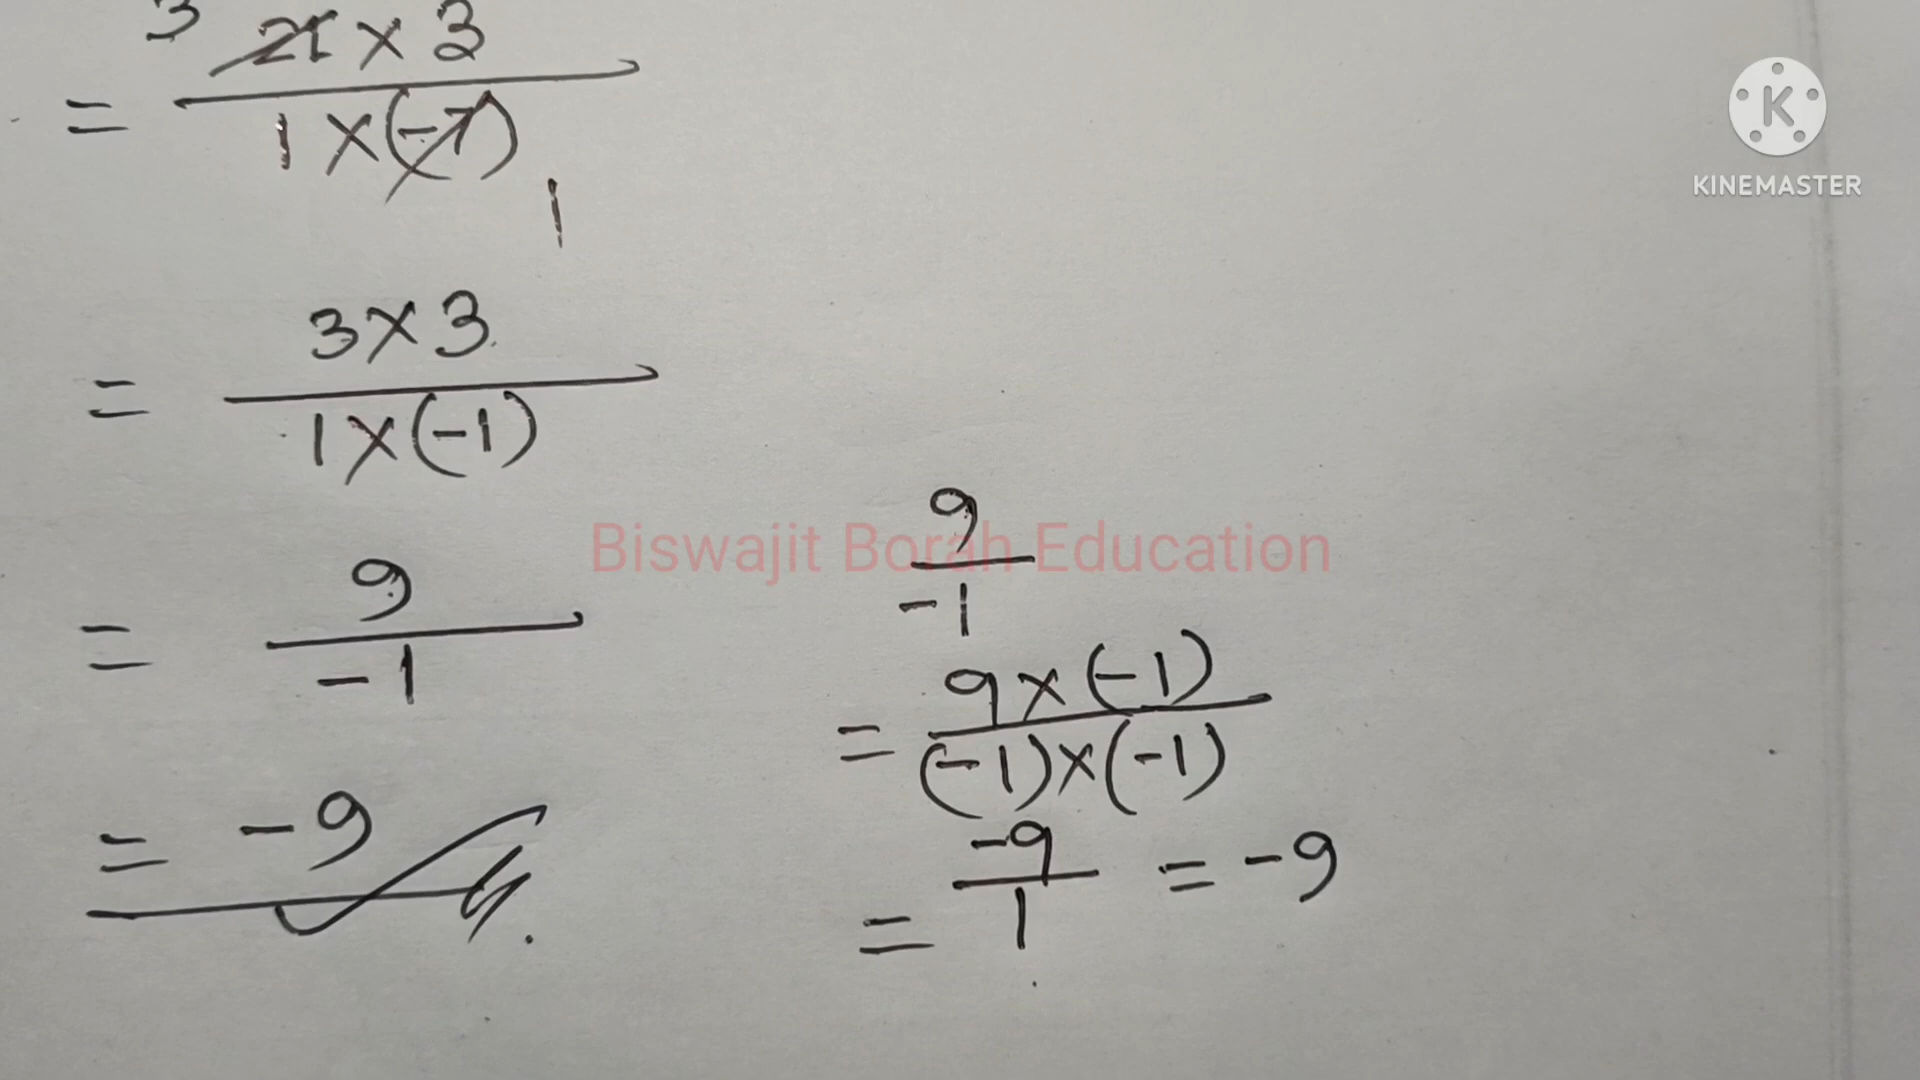 3
21 × 3
=
1 × (-7)
1
3 × 3
=
1 × (-1)
9
=
-1
= -9
9
-1
9 × (-1)
=
(-1) × (-1)
-9
= = -9
1
Biswajit Borah Education
KINEMASTER